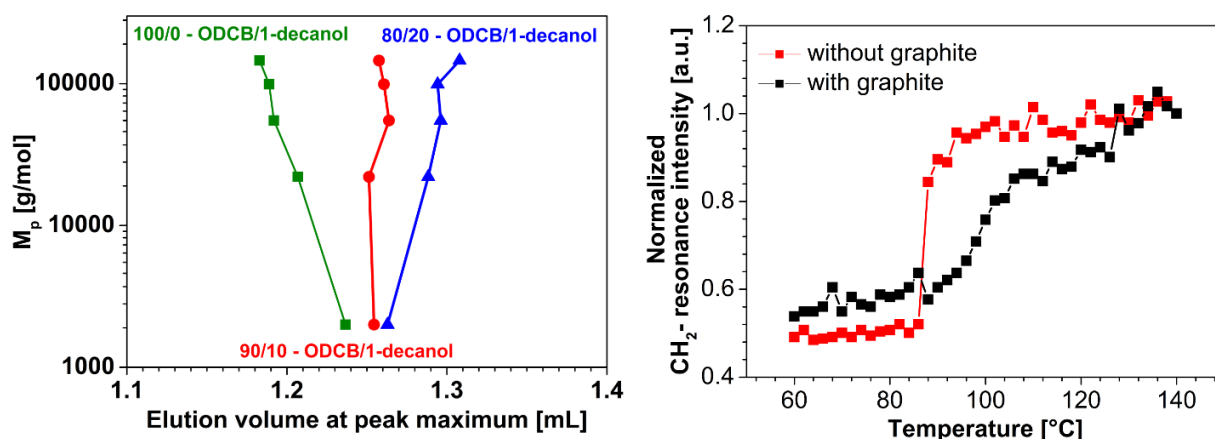 100/0 - ODCB/1-decanol
80/20 - ODCB/1-decanol
100000
10000
1000
Mp [g/mol]
90/10 - ODCB/1-decanol
1.1
1.2
1.3
1.4
Elution volume at peak maximum [mL]
without graphite
with graphite
1.2
1.0
0.8
0.6
0.4
Normalized
CH2- resonance intensity [a.u.]
60
80
100
120
140
Temperature [°C]